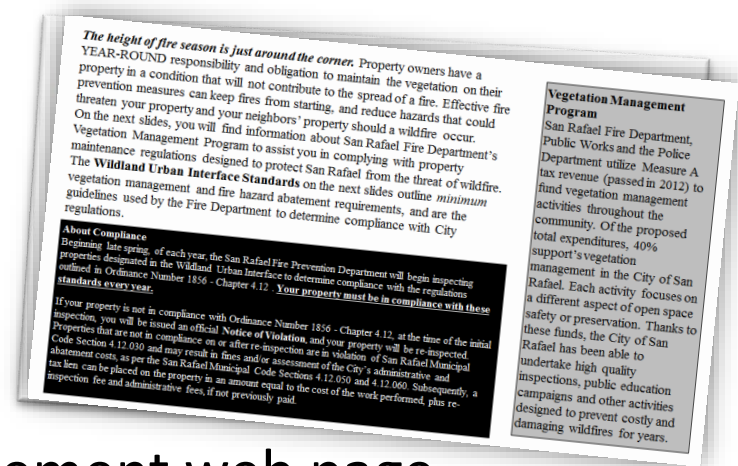 The height of fire season is just around the corner. Property owners have a
YEAR-ROUND responsibility and obligation to maintain the vegetation on their
property in a condition that will not contribute to the spread of a fire. Effective fire
prevention measures can keep fires from starting, and reduce hazards that could
threaten your property and your neighbors’ property should a wildfire occur.
On the next slides, you will find information about San Rafael Fire Department’s
Vegetation Management Program to assist you in complying with property
maintenance regulations designed to protect San Rafael from the threat of wildfire.
The Wildland Urban Interface Standards on the next slides outline minimum
vegetation management and fire hazard abatement requirements, and are the
guidelines used by the Fire Department to determine compliance with City
regulations.
About Compliance
Beginning late spring, of each year, the San Rafael Fire Prevention Department will begin inspecting
properties designated in the Wildland Urban Interface to determine compliance with the regulations
outlined in Ordinance Number 1856 - Chapter 4.12 . Your property must be in compliance with these
standards every year.
If your property is not in compliance with Ordinance Number 1856 - Chapter 4.12, at the time of the initial
inspection, you will be issued an official Notice of Violation, and your property will be re-inspected.
Properties that are not in compliance on or after re-inspection are in violation of San Rafael Municipal
Code Section 4.12.030 and may result in fines and/or assessment of the City’s administrative and
abatement costs, as per the San Rafael Municipal Code Sections 4.12.050 and 4.12.060. Subsequently, a
tax lien can be placed on the property in an amount equal to the cost of the work performed, plus re-
inspection fee and administrative fees, if not previously paid.
Vegetation Management
Program
San Rafael Fire Department,
Public Works and the Police
Department utilize Measure A
tax revenue (passed in 2012) to
fund vegetation management
activities throughout the
community. Of the proposed
total expenditures, 40%
support’s vegetation
management in the City of San
Rafael. Each activity focuses on
a different aspect of open space
safety or preservation. Thanks to
these funds, the City of San
Rafael has been able to
undertake high quality
inspections, public education
campaigns and other activities
designed to prevent costly and
damaging wildfires for years.
web page